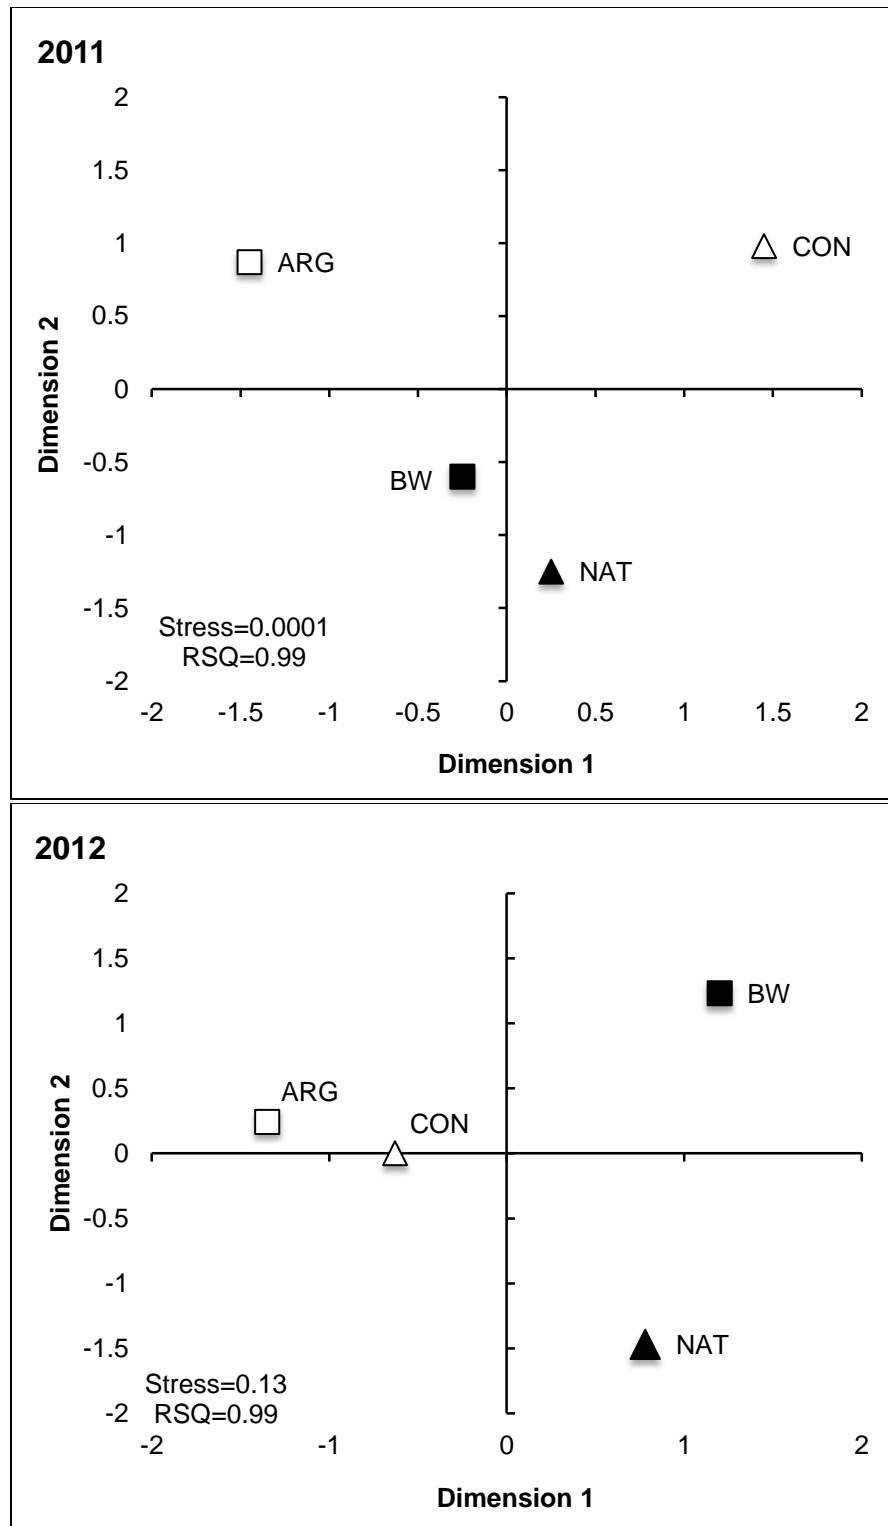 2011
2
1.5
1
0.5
0
-0.5
-1
-1.5
-2
Dimension 2
ARG
CON
BW
NAT
Stress=0.0001
RSQ=0.99
-2 -1.5 -1 -0.5 0 0.5 1 1.5 2
Dimension 1
2012
2
1.5
1
0.5
0
-0.5
-1
-1.5
-2
Dimension 2
BW
ARG
CON
NAT
Stress=0.13
RSQ=0.99
-2 -1 0 1 2
Dimension 1